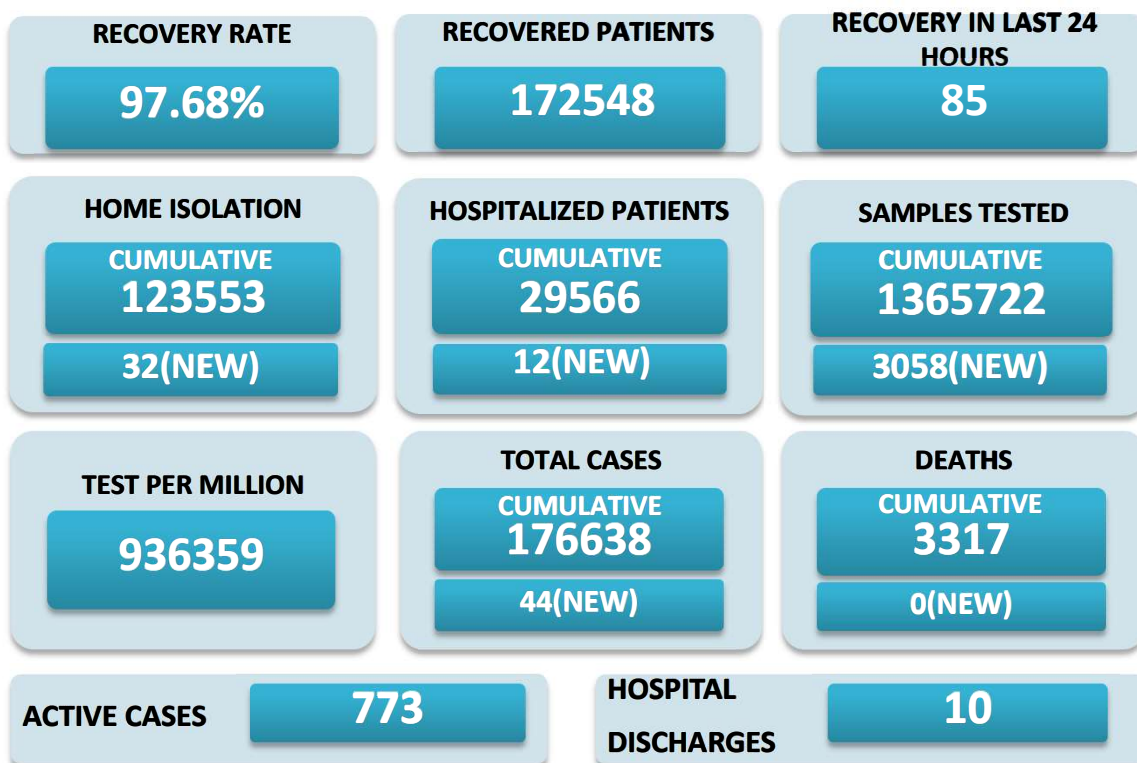 RECOVERY RATE
97.68%
RECOVERED PATIENTS
172548
RECOVERY IN LAST 24
HOURS
85
HOME ISOLATION
CUMULATIVE
123553
32(NEW)
HOSPITALIZED PATIENTS
CUMULATIVE
29566
12(NEW)
SAMPLES TESTED
CUMULATIVE
1365722
3058(NEW)
TEST PER MILLION
936359
TOTAL CASES
CUMULATIVE
176638
44(NEW)
DEATHS
CUMULATIVE
3317
0(NEW)
ACTIVE CASES
773
HOSPITAL
DISCHARGES
10